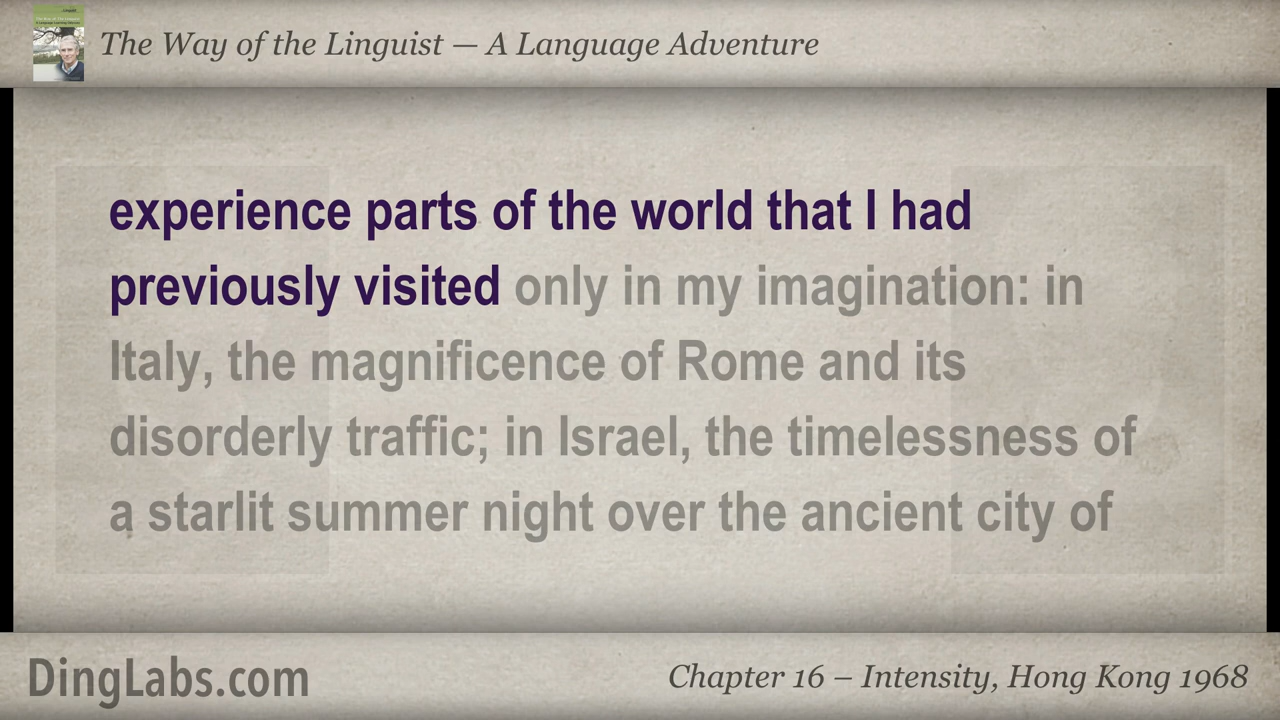 The Way of the Linguist — A Language Adventure
experience parts of the world that I had
previously visited only in my imagination: in
Italy, the magnificence of Rome and its
disorderly traffic; in Israel, the timelessness of
a starlit summer night over the ancient city of
DingLabs.com
Chapter 16 – Intensity, Hong Kong 1968